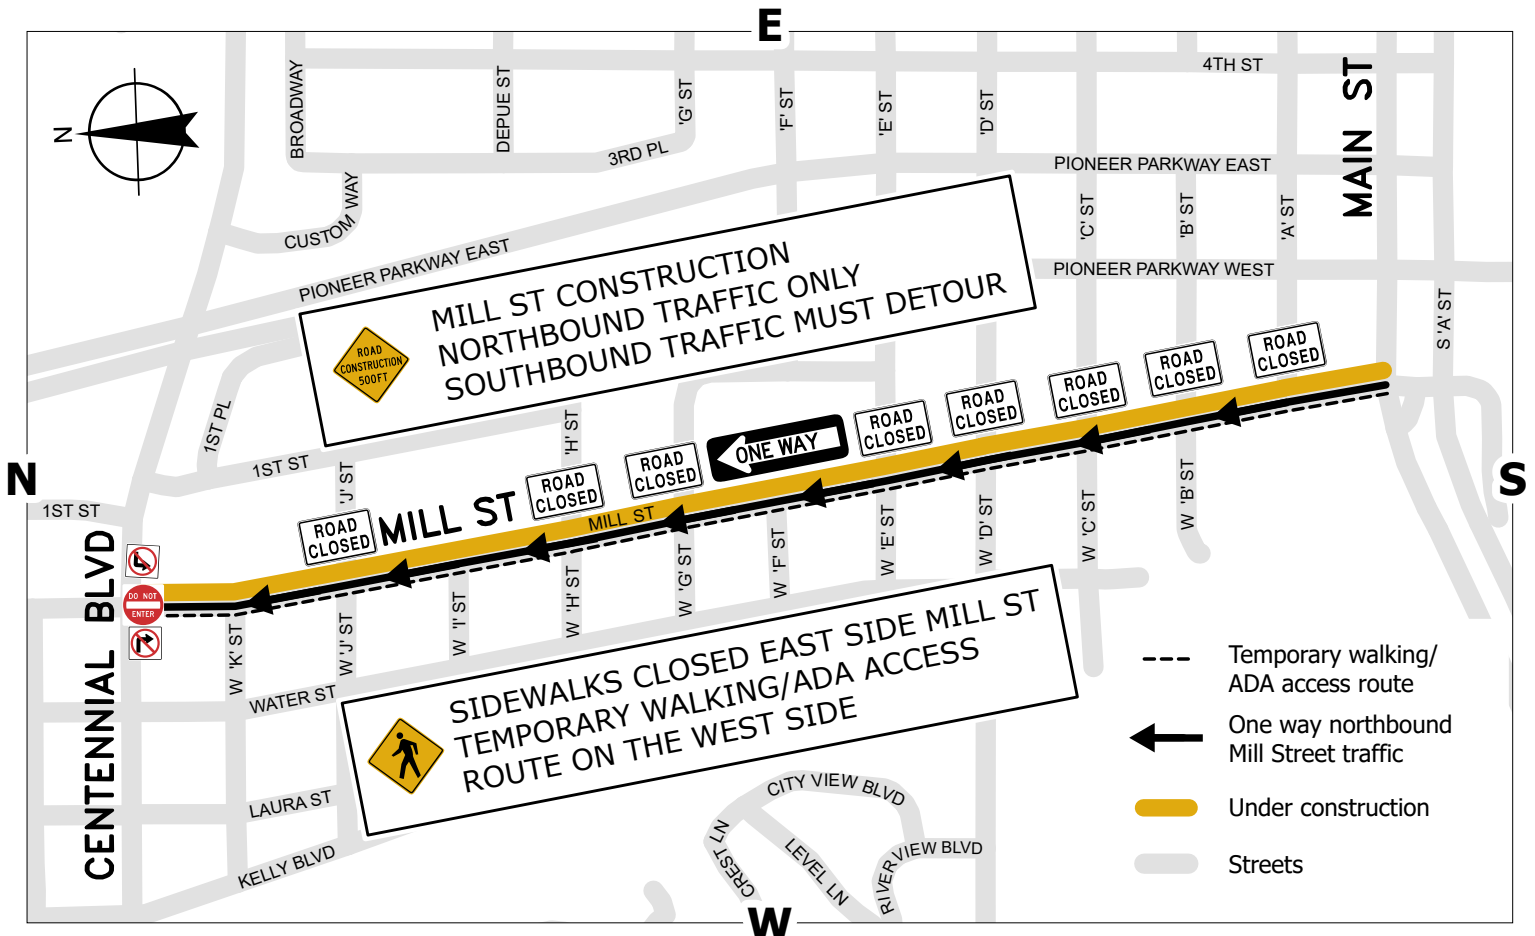 E
N
BROADWAY
DEPUE ST
'G' ST
'F' ST
'E' ST
'D' ST
4TH ST
MAIN ST
3RD PL
PIONEER PARKWAY EAST
CUSTOM WAY
PIONEER PARKWAY EAST
'C' ST
'B' ST
'A' ST
PIONEER PARKWAY WEST
S 'A' ST
ROAD
CONSTRUCTION
500FT
MILL ST CONSTRUCTION
NORTHBOUND TRAFFIC ONLY
SOUTHBOUND TRAFFIC MUST DETOUR
1ST PL
1ST ST
'J' ST
'H' ST
ROAD
CLOSED
ROAD
CLOSED
ROAD
CLOSED
ROAD
CLOSED
ROAD
CLOSED
ONE WAY
ROAD
CLOSED
ROAD
CLOSED
ROAD
CLOSED
MILL ST
MILL ST
N
S
1ST ST
CENTENNIAL BLVD
DO NOT
ENTER
W 'K' ST
W 'J' ST
W 'I' ST
W 'H' ST
W 'G' ST
W 'F' ST
W 'E' ST
W 'D' ST
W 'C' ST
W 'B' ST
WATER ST
SIDEWALKS CLOSED EAST SIDE MILL ST
TEMPORARY WALKING/ADA ACCESS
ROUTE ON THE WEST SIDE
LAURA ST
KELLY BLVD
CITY VIEW BLVD
CREST LN
LEVEL LN
RIVER VIEW BLVD
Temporary walking/
ADA access route
One way northbound
Mill Street traffic
Under construction
Streets
W